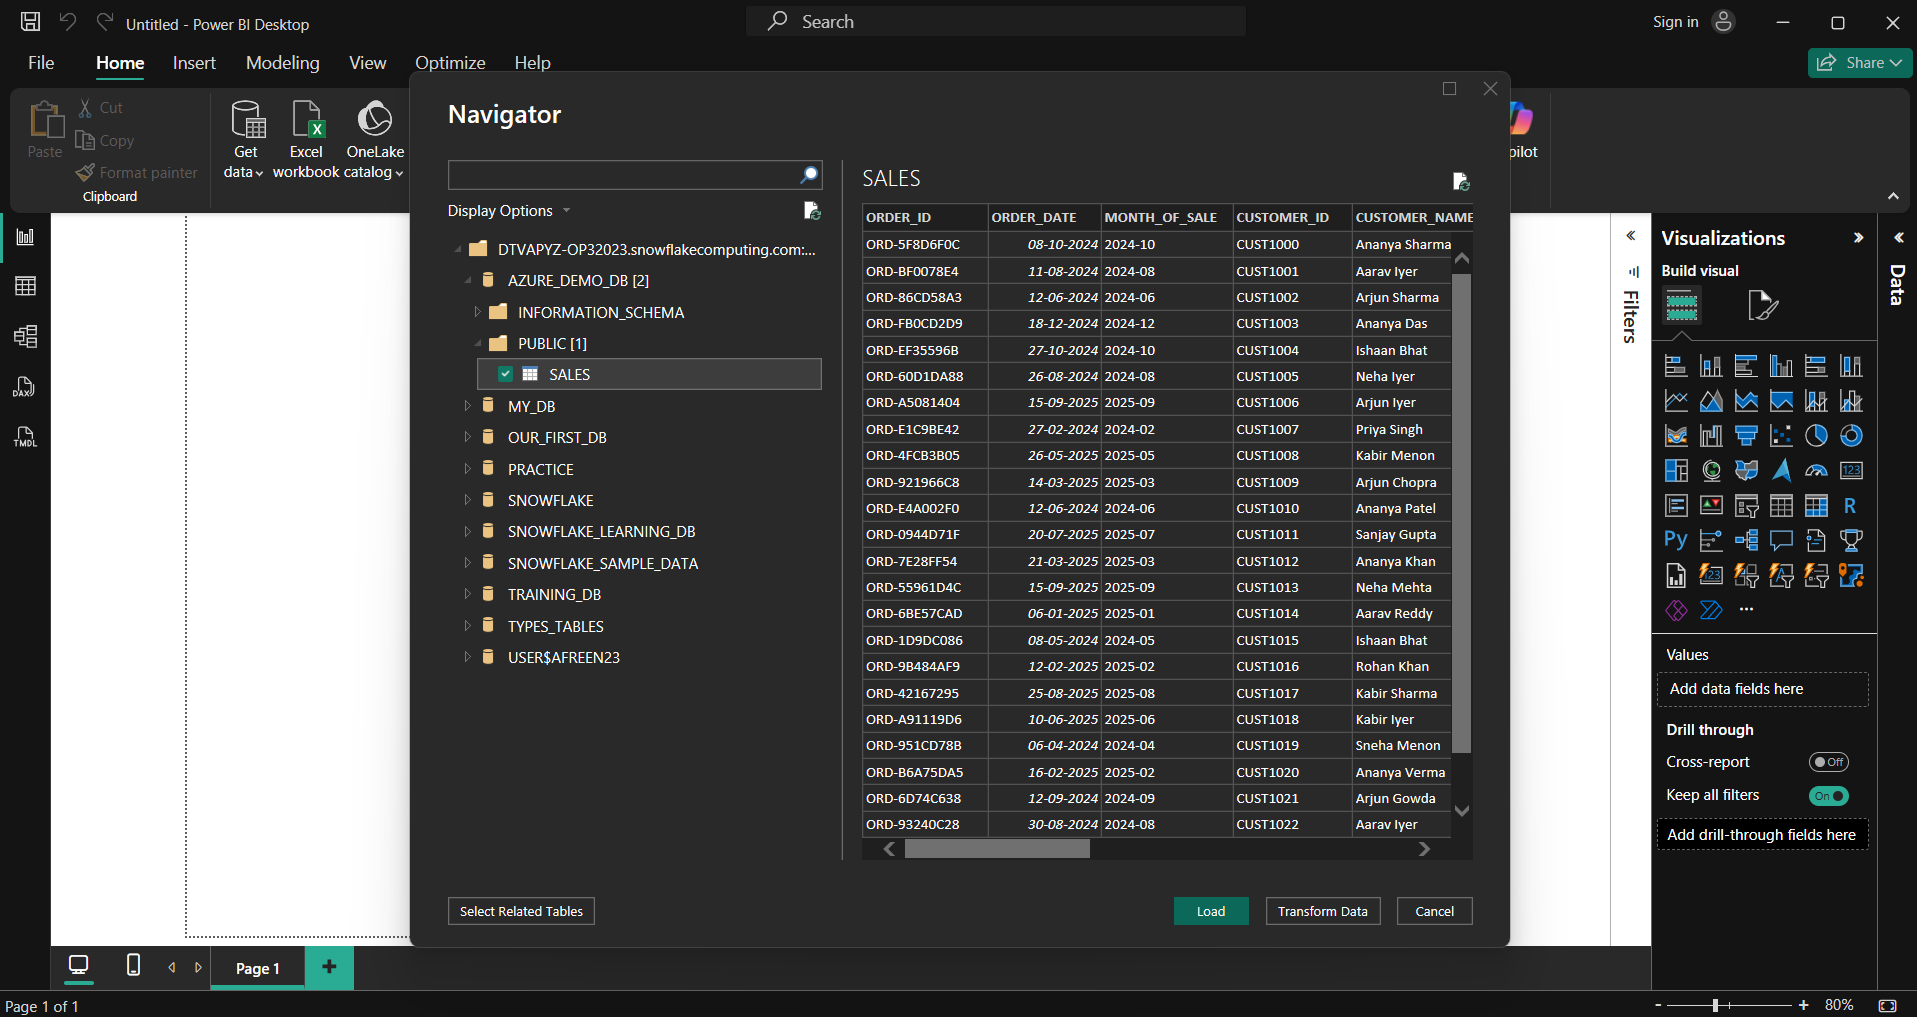 Untitled - Power BI Desktop
Search
Sign in
File
Home
Insert
Modeling
View
Optimize
Help
Share
Paste
Cut
Copy
Format painter
Clipboard
Get data
Excel workbook
OneLake catalog
pilot
Navigator
Display Options
DTVAPYZ-OP32023.snowflakecomputing.com:...
AZURE_DEMO_DB [2]
INFORMATION_SCHEMA
PUBLIC [1]
SALES
MY_DB
OUR_FIRST_DB
PRACTICE
SNOWFLAKE
SNOWFLAKE_LEARNING_DB
SNOWFLAKE_SAMPLE_DATA
TRAINING_DB
TYPES_TABLES
USER$AFREEN23
SALES
ORDER_ID ORDER_DATE MONTH_OF_SALE CUSTOMER_ID CUSTOMER_NAME
ORD-5F8D6F0C 08-10-2024 2024-10 CUST1000 Ananya Sharma
ORD-BF0078E4 11-08-2024 2024-08 CUST1001 Aarav Iyer
ORD-86CD58A3 12-06-2024 2024-06 CUST1002 Arjun Sharma
ORD-FB0CD2D9 18-12-2024 2024-12 CUST1003 Ananya Das
ORD-EF35596B 27-10-2024 2024-10 CUST1004 Ishaan Bhat
ORD-60D1DA88 26-08-2024 2024-08 CUST1005 Neha Iyer
ORD-A5081404 15-09-2025 2025-09 CUST1006 Arjun Iyer
ORD-E1C9BE42 27-02-2024 2024-02 CUST1007 Priya Singh
ORD-4FCB3B05 26-05-2025 2025-05 CUST1008 Kabir Menon
ORD-921966C8 14-03-2025 2025-03 CUST1009 Arjun Chopra
ORD-E4A002F0 12-06-2024 2024-06 CUST1010 Ananya Patel
ORD-0944D71F 20-07-2025 2025-07 CUST1011 Sanjay Gupta
ORD-7E28FF54 21-03-2025 2025-03 CUST1012 Ananya Khan
ORD-55961D4C 15-09-2025 2025-09 CUST1013 Neha Mehta
ORD-6BE57CAD 06-01-2025 2025-01 CUST1014 Aarav Reddy
ORD-1D9DC086 08-05-2024 2024-05 CUST1015 Ishaan Bhat
ORD-9B484AF9 12-02-2025 2025-02 CUST1016 Rohan Khan
ORD-42167295 25-08-2025 2025-08 CUST1017 Kabir Sharma
ORD-A91119D6 10-06-2025 2025-06 CUST1018 Kabir Iyer
ORD-951CD78B 06-04-2024 2024-04 CUST1019 Sneha Menon
ORD-B6A75DA5 16-02-2025 2025-02 CUST1020 Ananya Verma
ORD-6D74C638 12-09-2024 2024-09 CUST1021 Arjun Gowda
ORD-93240C28 30-08-2024 2024-08 CUST1022 Aarav Iyer
Select Related Tables
Load
Transform Data
Cancel
DAX
TMDL
Filters
Visualizations
Build visual
123
R
Py
123
Values
Add data fields here
Drill through
Cross-report
Off
Keep all filters
On
Add drill-through fields here
Data
Page 1
+
Page 1 of 1
- + 80%